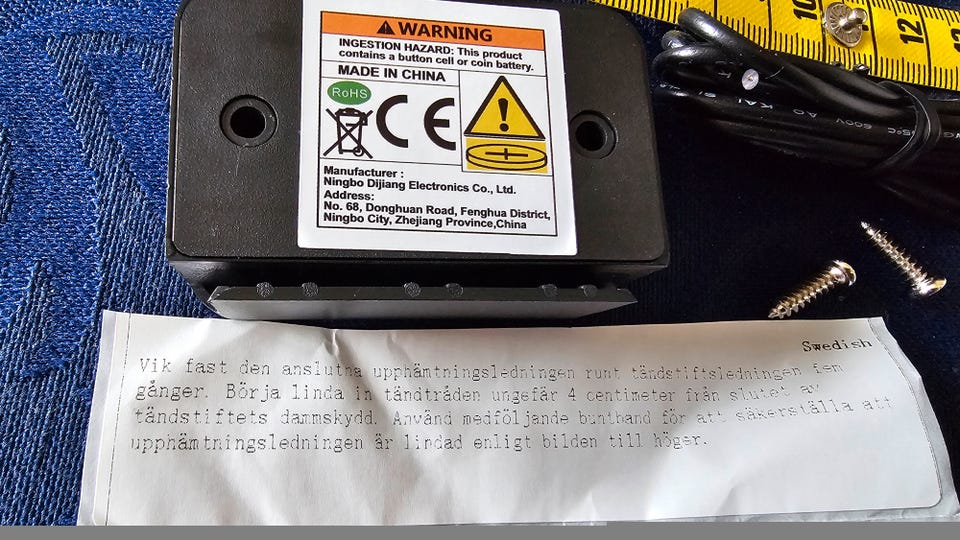 WARNING
INGESTION HAZARD: This product
contains a button cell or coin battery.
MADE IN CHINA
RoHS
CE
Manufacturer :
Ningbo Dijiang Electronics Co., Ltd.
Address:
No. 68, Donghuan Road, Fenghua District,
Ningbo City, Zhejiang Province,China
10
12
600V
Swedish
Vik fast den anslutna upphämtningsledningen runt tändstiftsledningen fem
gånger. Börja linda in tändtråden ungefär 4 centimeter från slutet av
tändstiftets dammskydd. Använd medföljande buntband för att säkerställa att
upphämtningsledningen är lindad enligt bilden till höger.